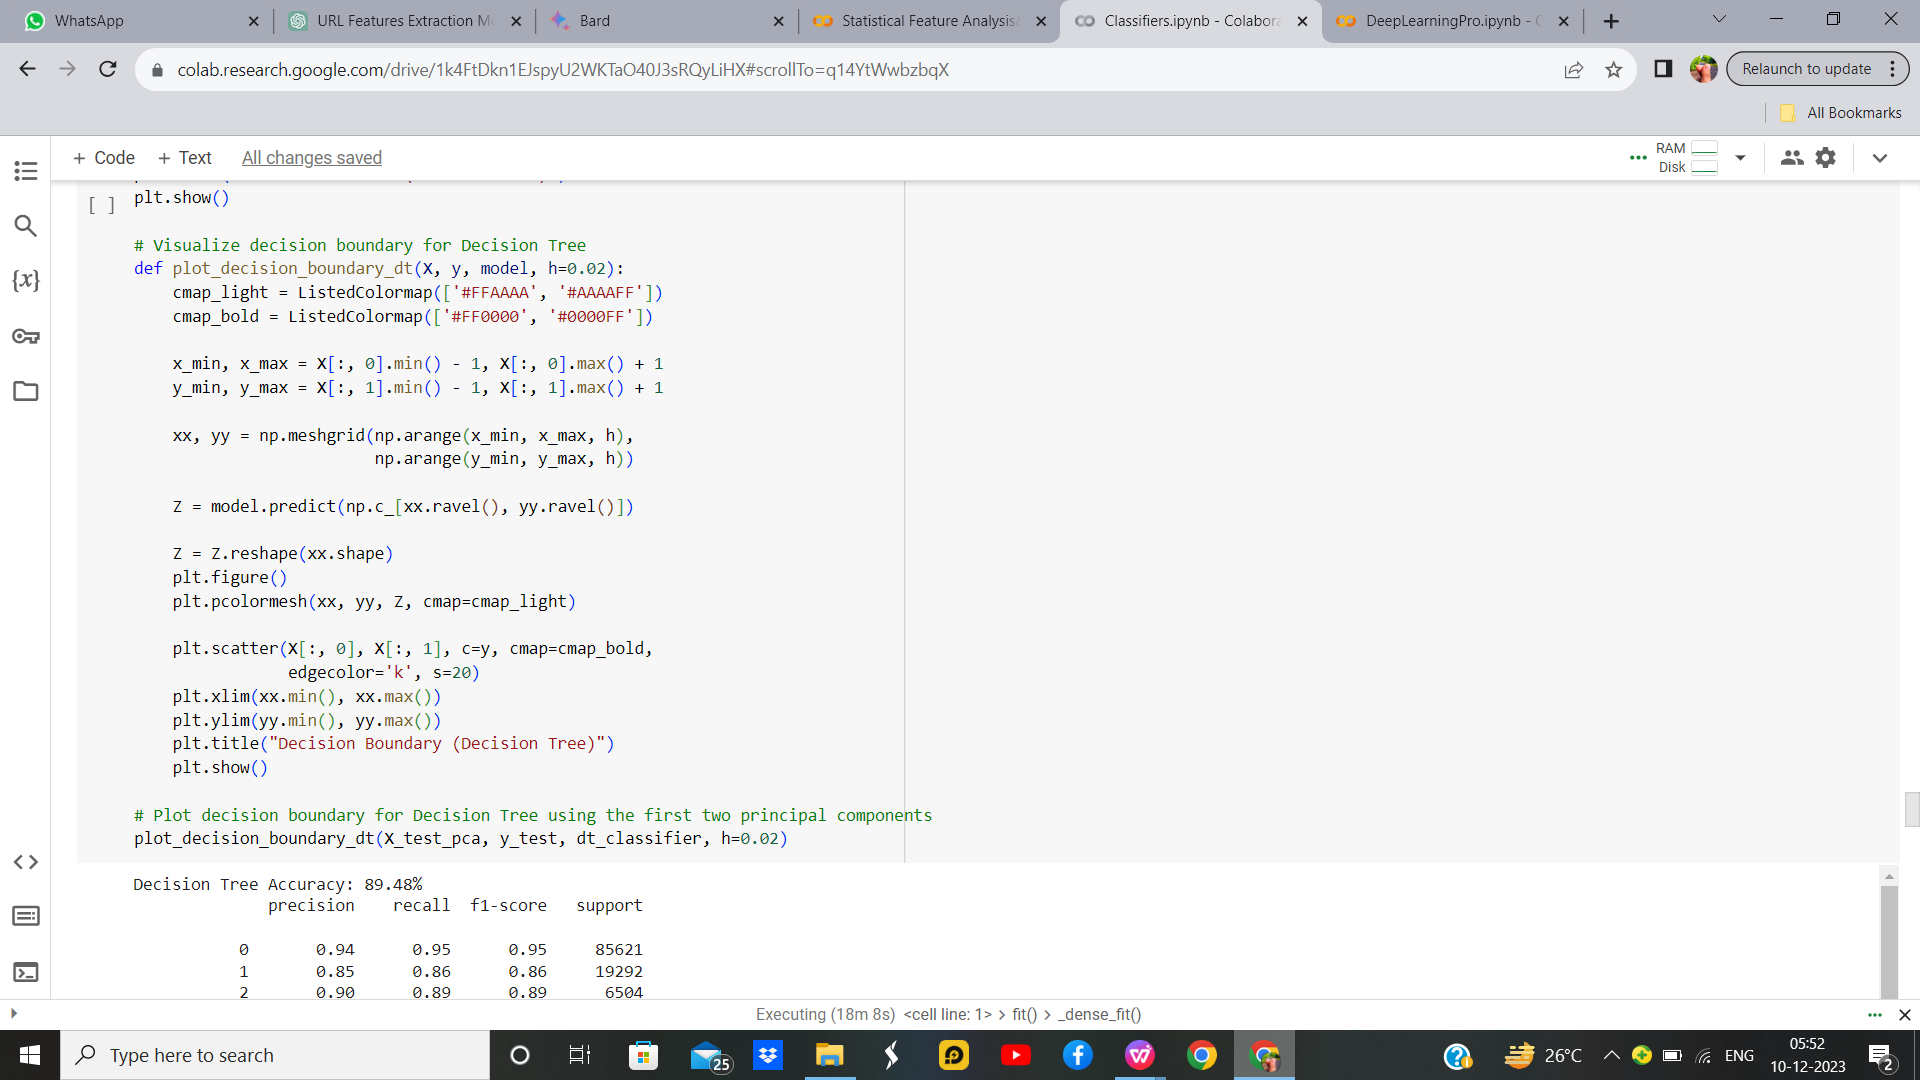 WhatsApp
URL Features Extraction Mo
Bard
Statistical Feature Analysis
Classifiers.ipynb - Colabora
DeepLearningPro.ipynb - C
colab.research.google.com/drive/1k4FtDkn1EJspyU2WKTaO40J3sRQyLiHX#scrollTo=q14YtWwbzbqX
Relaunch to update
All Bookmarks
+ Code + Text All changes saved
RAM
Disk
[ ] plt.show()
# Visualize decision boundary for Decision Tree
def plot_decision_boundary_dt(X, y, model, h=0.02):
cmap_light = ListedColormap(['#FFAAAA', '#AAAAFF'])
cmap_bold = ListedColormap(['#FF0000', '#0000FF'])
x_min, x_max = X[:, 0].min() - 1, X[:, 0].max() + 1
y_min, y_max = X[:, 1].min() - 1, X[:, 1].max() + 1
xx, yy = np.meshgrid(np.arange(x_min, x_max, h),
np.arange(y_min, y_max, h))
Z = model.predict(np.c_[xx.ravel(), yy.ravel()])
Z = Z.reshape(xx.shape)
plt.figure()
plt.pcolormesh(xx, yy, Z, cmap=cmap_light)
plt.scatter(X[:, 0], X[:, 1], c=y, cmap=cmap_bold,
edgecolor='k', s=20)
plt.xlim(xx.min(), xx.max())
plt.ylim(yy.min(), yy.max())
plt.title("Decision Boundary (Decision Tree)")
plt.show()
# Plot decision boundary for Decision Tree using the first two principal components
plot_decision_boundary_dt(X_test_pca, y_test, dt_classifier, h=0.02)
Decision Tree Accuracy: 89.48%
precision recall f1-score support
0 0.94 0.95 0.95 85621
1 0.85 0.86 0.86 19292
2 0.90 0.89 0.89 6504
Executing (18m 8s) <cell line: 1> > fit() > _dense_fit()
Type here to search
25
26°C
ENG
05:52
10-12-2023
2